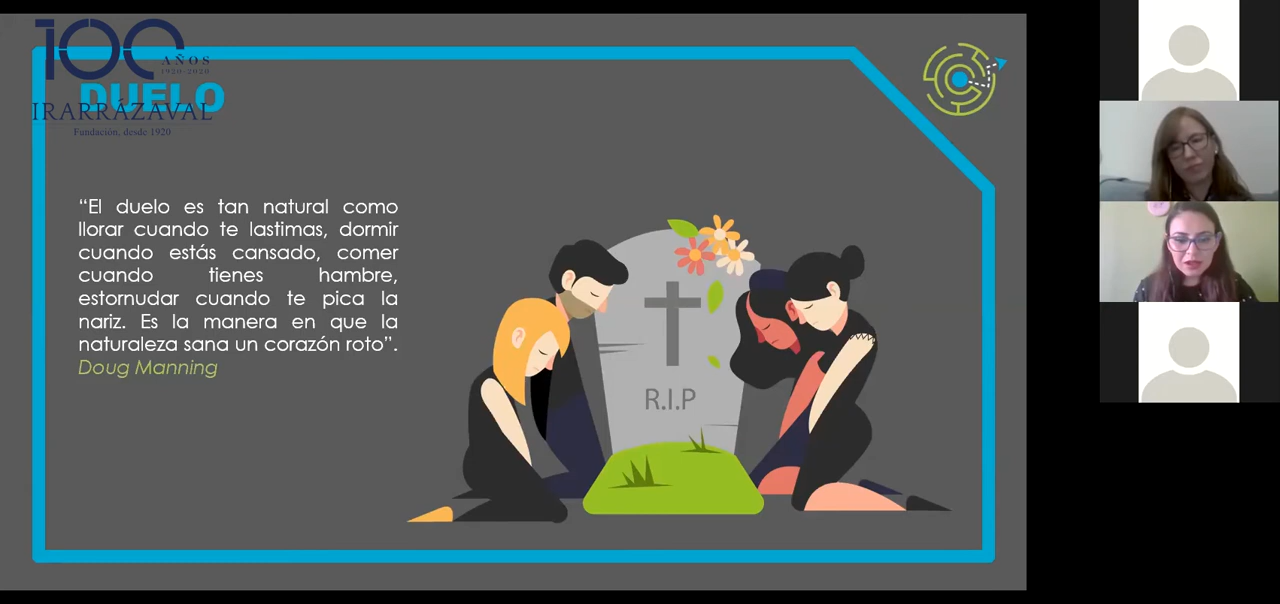 100
AÑOS
1920-2020
DUELO
IRARRÁZAVAL
Fundación, desde 1920
“El duelo es tan natural como
llorar cuando te lastimas, dormir
cuando estás cansado, comer
cuando tienes hambre,
estornudar cuando te pica la
nariz. Es la manera en que la
naturaleza sana un corazón roto”.
Doug Manning
R.I.P